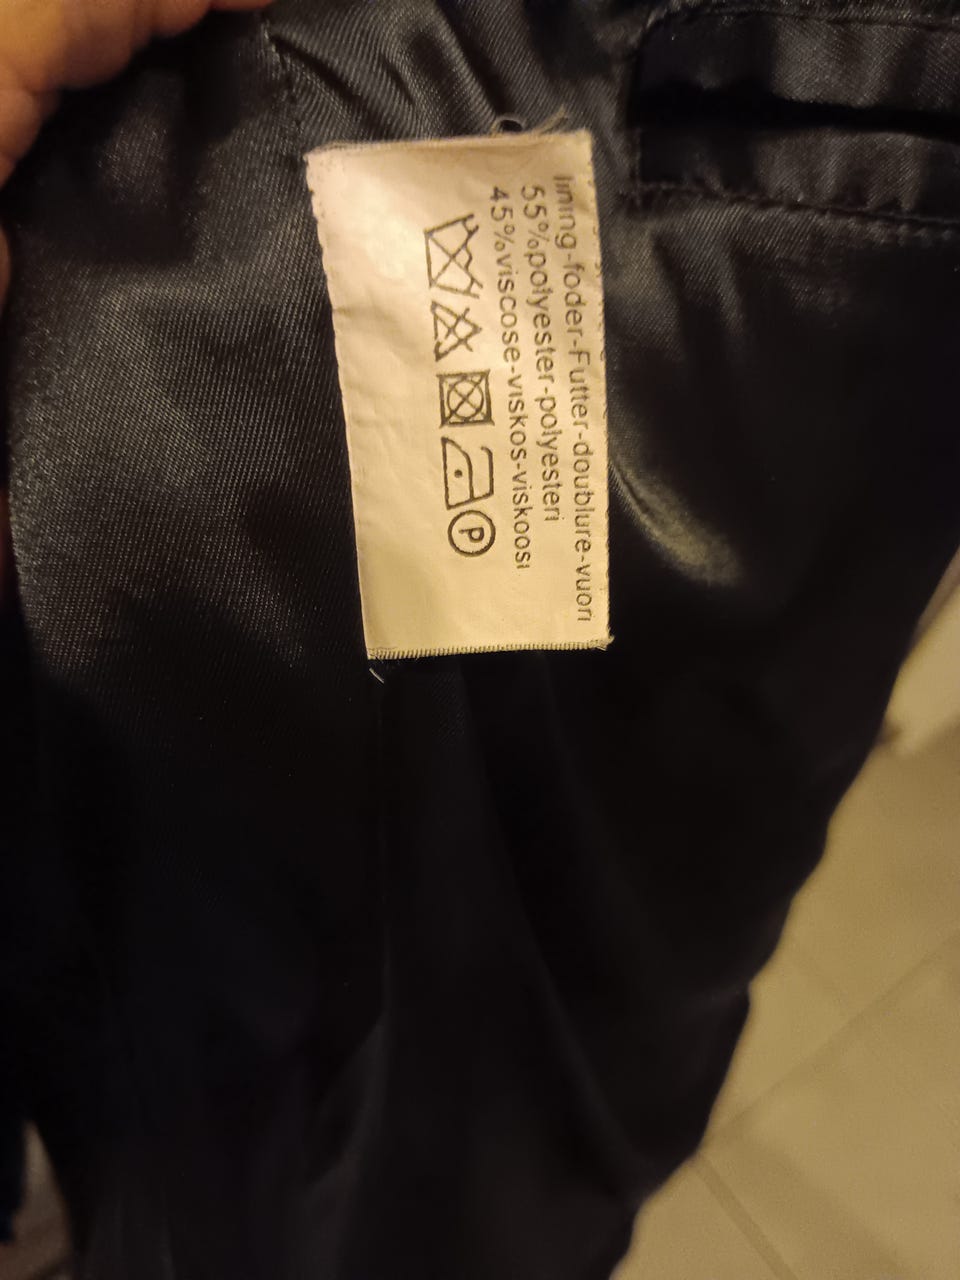 lining-foder-Futter-doublure-vuori
55%polyester-polyesteri
45%viscose-viskos-viskoosi
P